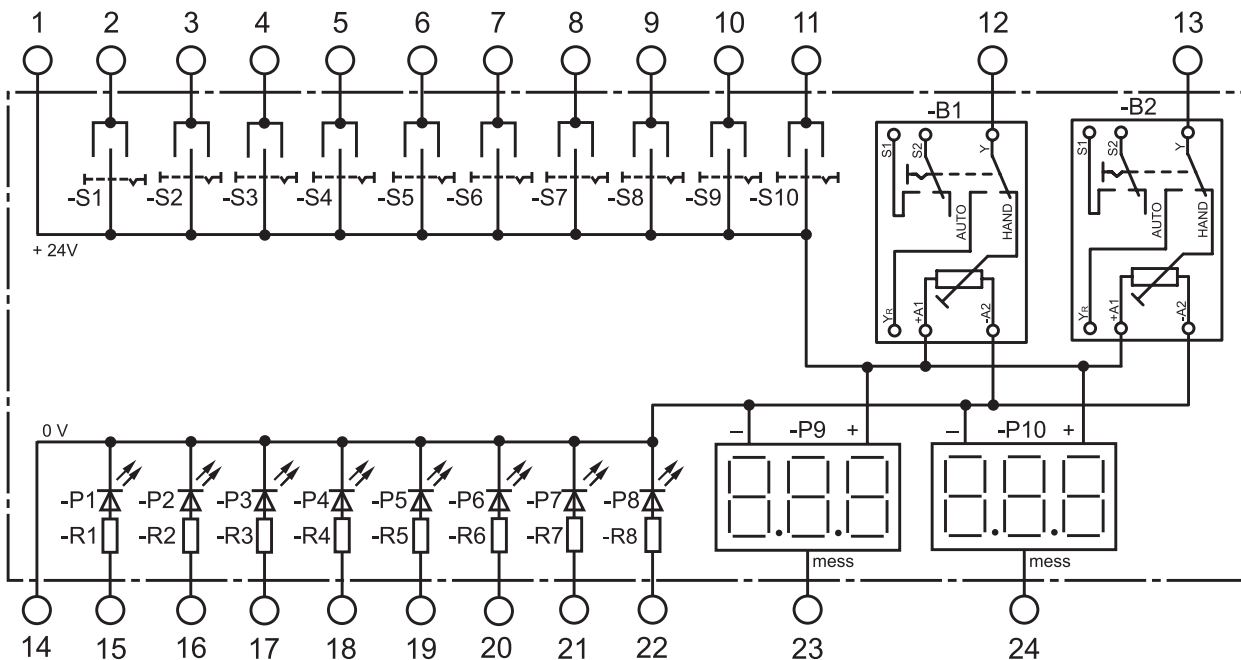 1 2 3 4 5 6 7 8 9 10 11 12 13
-B1 -B2
S1 S2 Y S1 S2 Y
-S1 -S2 -S3 -S4 -S5 -S6 -S7 -S8 -S9 -S10
AUTO HAND AUTO HAND
+ 24V
YR +A1 -A2 YR +A1 -A2
0 V
– -P9 + – -P10 +
-P1 -P2 -P3 -P4 -P5 -P6 -P7 -P8
-R1 -R2 -R3 -R4 -R5 -R6 -R7 -R8
mess mess
14 15 16 17 18 19 20 21 22 23 24